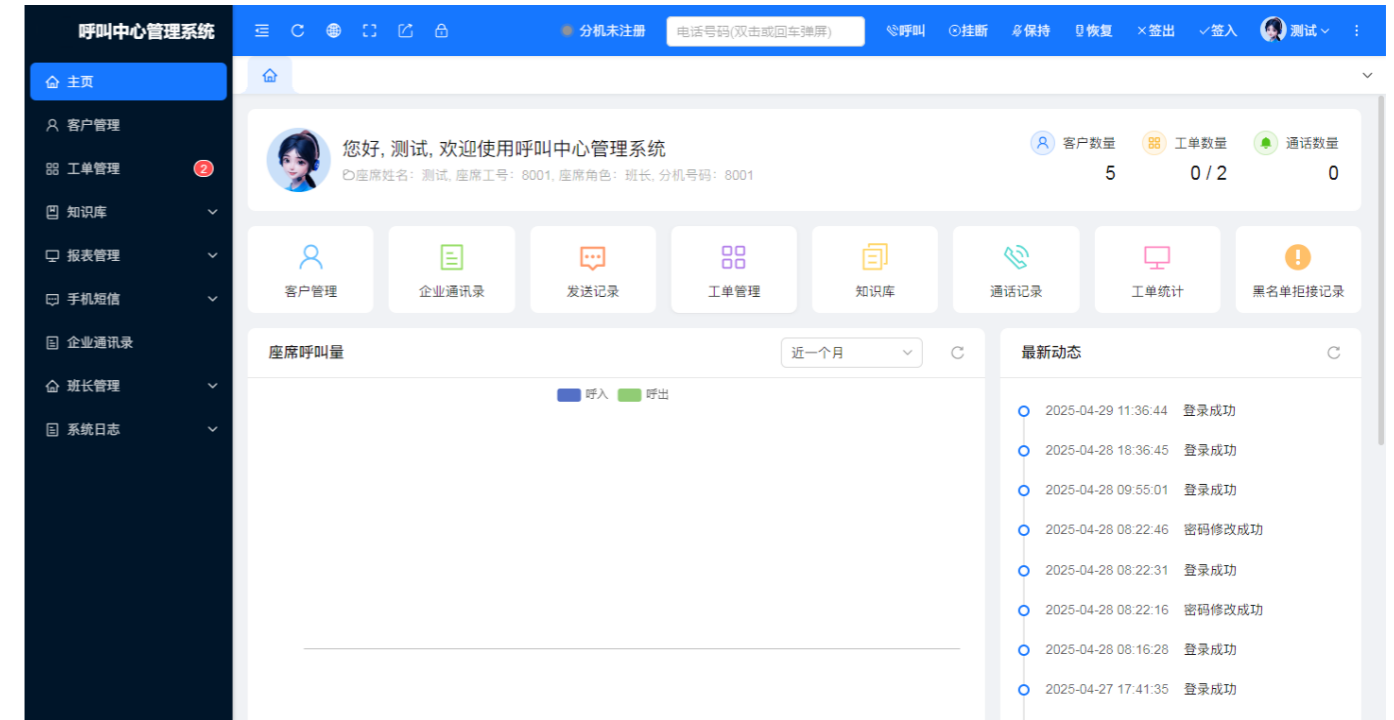 呼叫中心管理系统
分机未注册 电话号码(双击或回车弹屏) 呼叫 挂断 保持 恢复 签出 签入 测试
主页
客户管理
工单管理 2
知识库
报表管理
手机短信
企业通讯录
班长管理
系统日志
您好, 测试, 欢迎使用呼叫中心管理系统
座席姓名：测试, 座席工号：8001, 座席角色：班长, 分机号码：8001
客户数量 工单数量 通话数量
5 0 / 2 0
客户管理 企业通讯录 发送记录 工单管理 知识库 通话记录 工单统计 黑名单拒接记录
座席呼叫量 近一个月
呼入 呼出
最新动态
2025-04-29 11:36:44 登录成功
2025-04-28 18:36:45 登录成功
2025-04-28 09:55:01 登录成功
2025-04-28 08:22:46 密码修改成功
2025-04-28 08:22:31 登录成功
2025-04-28 08:22:16 密码修改成功
2025-04-28 08:16:28 登录成功
2025-04-27 17:41:35 登录成功